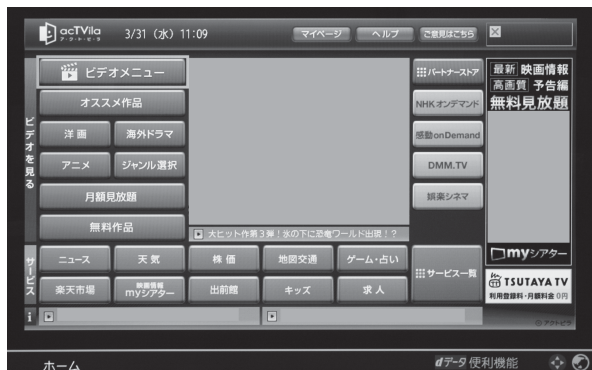 acTVila
アクトビラ
3/31（水）11:09
マイページ
ヘルプ
ご意見はこちら
ビデオを見る
ビデオメニュー
オススメ作品
洋画
海外ドラマ
アニメ
ジャンル選択
月額見放題
無料作品
大ヒット作第3弾！氷の下に恐竜ワールド出現！？
パートナーストア
NHKオンデマンド
感動onDemand
DMM.TV
娯楽シネマ
最新 映画情報
高画質 予告編
無料見放題
myシアター
サービス
ニュース
天気
株価
地図交通
ゲーム・占い
楽天市場
映画情報
myシアター
出前館
キッズ
求人
サービス一覧
TSUTAYA TV
利用登録料・月額料金 0円
i
©アクトビラ
ホーム
dデータ 便利機能